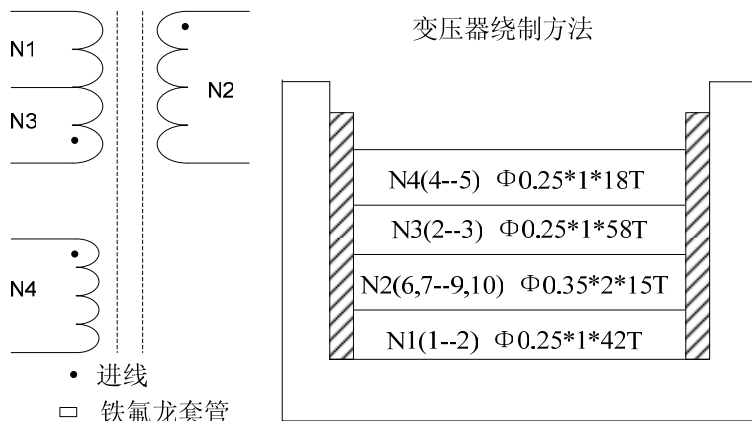 变压器绕制方法
N1
N3
N2
N4
N4(4--5) Φ0.25*1*18T
N3(2--3) Φ0.25*1*58T
N2(6,7--9,10) Φ0.35*2*15T
N1(1--2) Φ0.25*1*42T
进线
铁氟龙套管